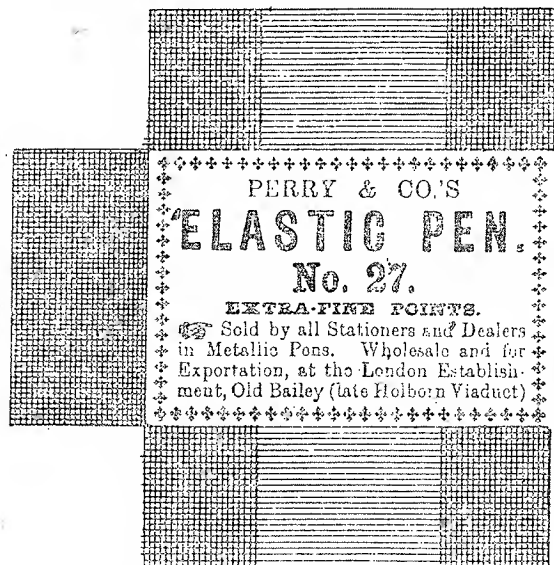 PERRY & CO.'S
ELASTIC PEN.
No. 27.
EXTRA-FINE POINTS.
☞ Sold by all Stationers and Dealers
in Metallic Pens. Wholesale and for
Exportation, at the London Establish-
ment, Old Bailey (late Holborn Viaduct)